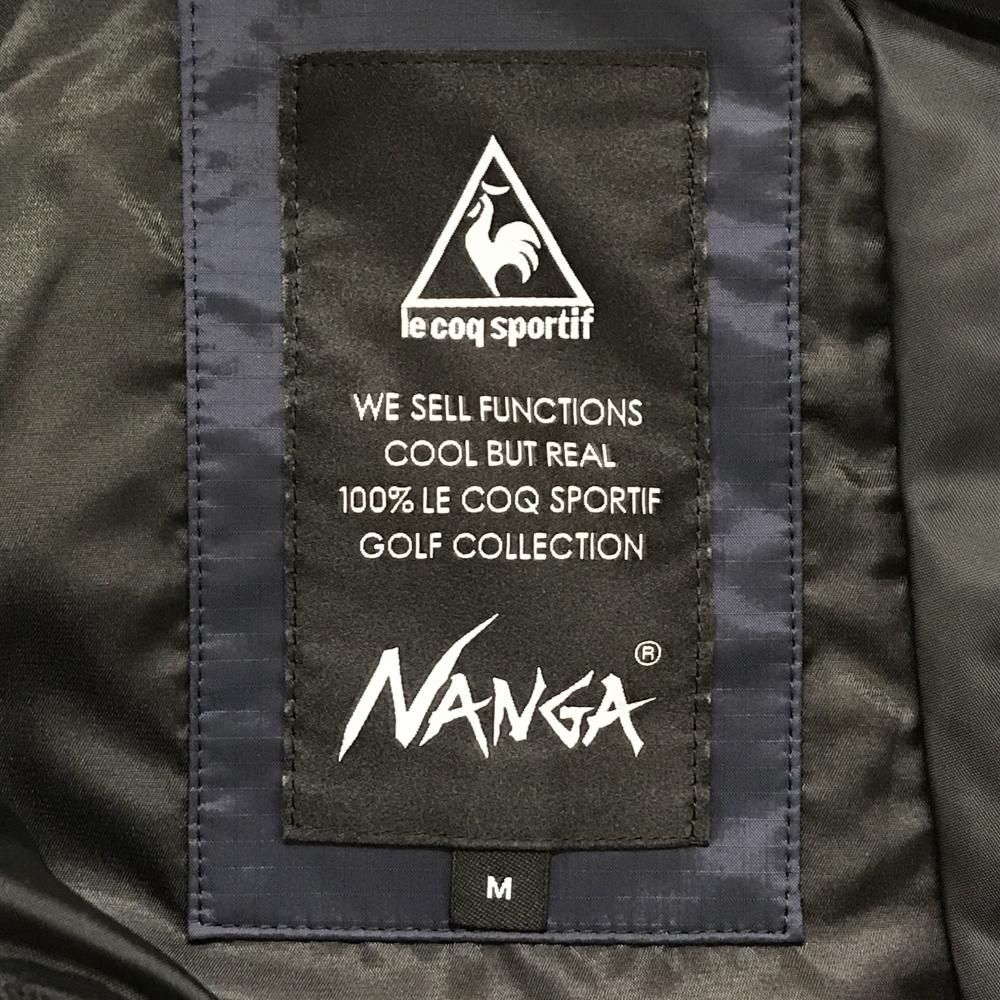 le coq sportif
WE SELL FUNCTIONS
COOL BUT REAL
100% LE COQ SPORTIF
GOLF COLLECTION
NANGA®
M